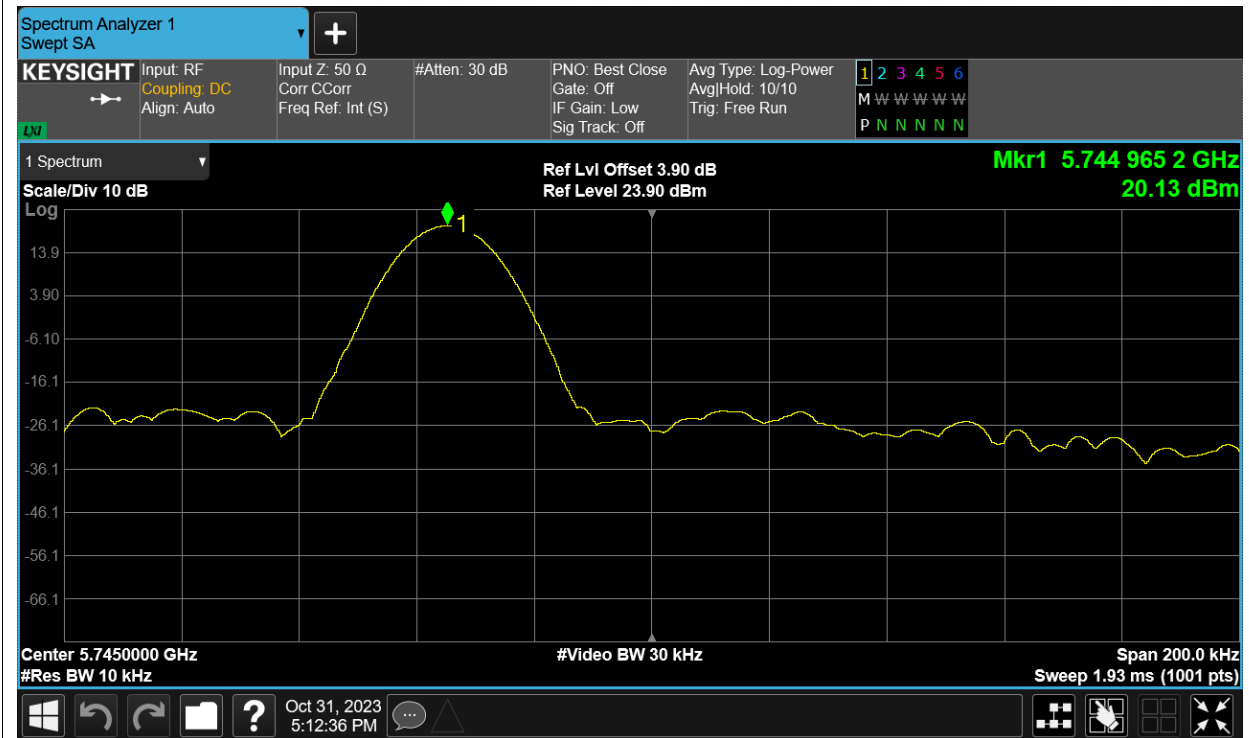 Spectrum Analyzer 1
Swept SA
KEYSIGHT
LXI
Input: RF
Coupling: DC
Align: Auto
Input Z: 50 Ω
Corr CCorr
Freq Ref: Int (S)
#Atten: 30 dB
PNO: Best Close
Gate: Off
IF Gain: Low
Sig Track: Off
Avg Type: Log-Power
Avg|Hold: 10/10
Trig: Free Run
1 2 3 4 5 6
M W W W W W
P N N N N N
1 Spectrum
Scale/Div 10 dB
Log
Ref Lvl Offset 3.90 dB
Ref Level 23.90 dBm
Mkr1 5.744 965 2 GHz
20.13 dBm
1
13.9
3.90
-6.10
-16.1
-26.1
-36.1
-46.1
-56.1
-66.1
Center 5.7450000 GHz
#Res BW 10 kHz
#Video BW 30 kHz
Span 200.0 kHz
Sweep 1.93 ms (1001 pts)
?
Oct 31, 2023
5:12:36 PM